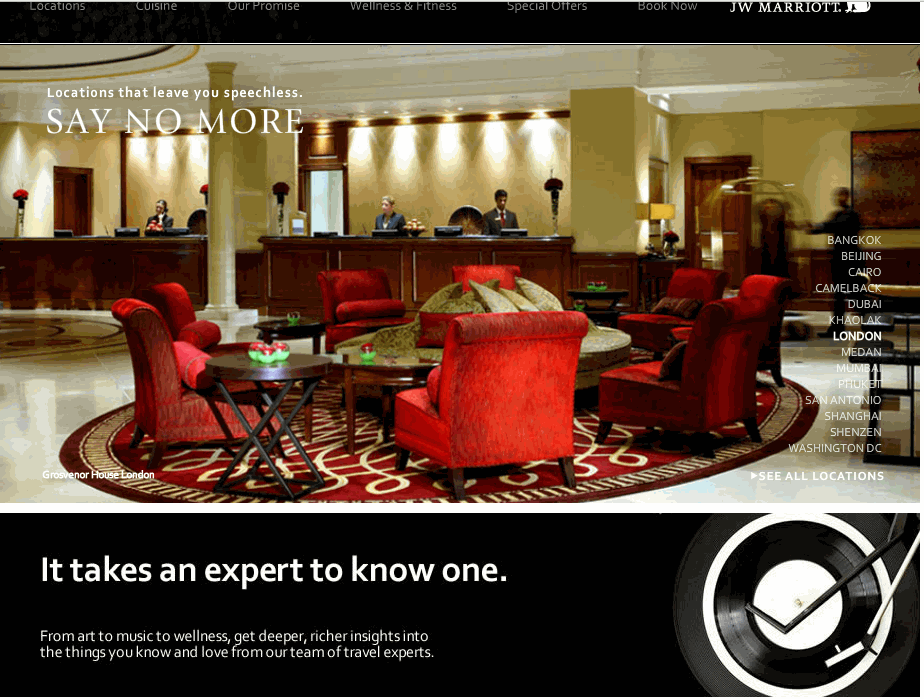 Locations Cuisine Our Promise Wellness & Fitness Special Offers Book Now JW MARRIOTT.
Locations that leave you speechless.
SAY NO MORE
BANGKOK
BEIJING
CAIRO
CAMELBACK
DUBAI
KHAOLAK
LONDON
MEDAN
MUMBAI
PHUKET
SAN ANTONIO
SHANGHAI
SHENZEN
WASHINGTON DC
Grosvenor House London
SEE ALL LOCATIONS
It takes an expert to know one.
From art to music to wellness, get deeper, richer insights into
the things you know and love from our team of travel experts.